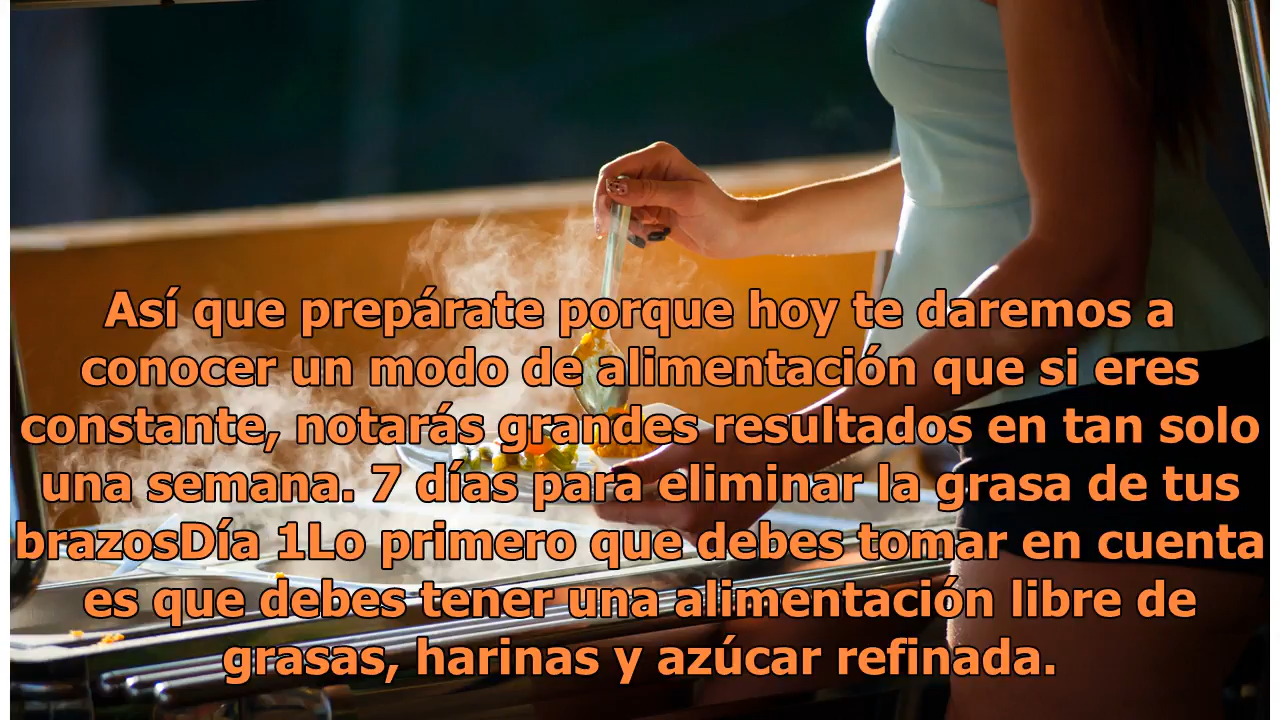 Así que prepárate porque hoy te daremos a
conocer un modo de alimentación que si eres
constante, notarás grandes resultados en tan solo
una semana. 7 días para eliminar la grasa de tus
brazosDía 1Lo primero que debes tomar en cuenta
es que debes tener una alimentación libre de
grasas, harinas y azúcar refinada.